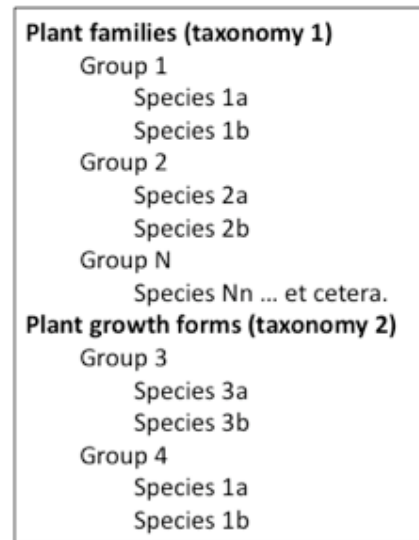 Plant families (taxonomy 1)
Group 1
Species 1a
Species 1b
Group 2
Species 2a
Species 2b
Group N
Species Nn ... et cetera.
Plant growth forms (taxonomy 2)
Group 3
Species 3a
Species 3b
Group 4
Species 1a
Species 1b